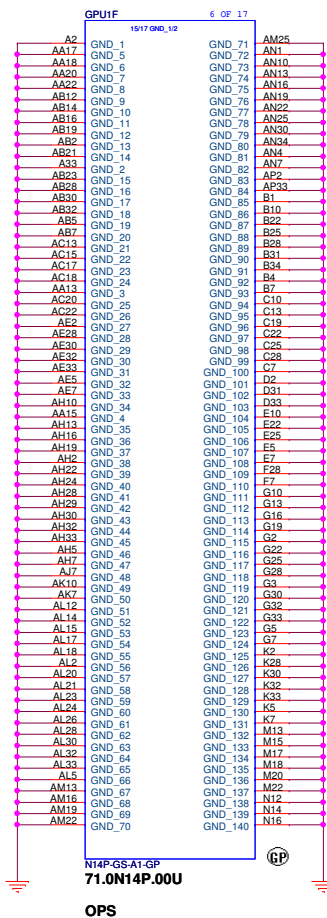 GPU1F 6 OF 17
15/17 GND_1/2
A2 GND_1 GND_71 AM25
AA17 GND_5 GND_72 AN1
AA18 GND_6 GND_73 AN10
AA20 GND_7 GND_74 AN13
AA22 GND_8 GND_75 AN16
AB12 GND_9 GND_76 AN19
AB14 GND_10 GND_77 AN22
AB16 GND_11 GND_78 AN25
AB19 GND_12 GND_79 AN30
AB2 GND_13 GND_80 AN34
AB21 GND_14 GND_81 AN4
A33 GND_2 GND_82 AN7
AB23 GND_15 GND_83 AP2
AB28 GND_16 GND_84 AP33
AB30 GND_17 GND_85 B1
AB32 GND_18 GND_86 B10
AB5 GND_19 GND_87 B22
AB7 GND_20 GND_88 B25
AC13 GND_21 GND_89 B28
AC15 GND_22 GND_90 B31
AC17 GND_23 GND_91 B34
AC18 GND_24 GND_92 B4
AA13 GND_3 GND_93 B7
AC20 GND_25 GND_94 C10
AC22 GND_26 GND_95 C13
AE2 GND_27 GND_96 C19
AE28 GND_28 GND_97 C22
AE30 GND_29 GND_98 C25
AE32 GND_30 GND_99 C28
AE33 GND_31 GND_100 C7
AE5 GND_32 GND_101 D2
AE7 GND_33 GND_102 D31
AH10 GND_34 GND_103 D33
AA15 GND_4 GND_104 E10
AH13 GND_35 GND_105 E22
AH16 GND_36 GND_106 E25
AH19 GND_37 GND_107 E5
AH2 GND_38 GND_108 E7
AH22 GND_39 GND_109 F28
AH24 GND_40 GND_110 F7
AH28 GND_41 GND_111 G10
AH29 GND_42 GND_112 G13
AH30 GND_43 GND_113 G16
AH32 GND_44 GND_114 G19
AH33 GND_45 GND_115 G2
AH5 GND_46 GND_116 G22
AH7 GND_47 GND_117 G25
AJ7 GND_48 GND_118 G28
AK10 GND_49 GND_119 G3
AK7 GND_50 GND_120 G30
AL12 GND_51 GND_121 G32
AL14 GND_52 GND_122 G33
AL15 GND_53 GND_123 G5
AL17 GND_54 GND_124 G7
AL18 GND_55 GND_125 K2
AL2 GND_56 GND_126 K28
AL20 GND_57 GND_127 K30
AL21 GND_58 GND_128 K32
AL23 GND_59 GND_129 K33
AL24 GND_60 GND_130 K5
AL26 GND_61 GND_131 K7
AL28 GND_62 GND_132 M13
AL30 GND_63 GND_133 M15
AL32 GND_64 GND_134 M17
AL33 GND_65 GND_135 M18
AL5 GND_66 GND_136 M20
AM13 GND_67 GND_137 M22
AM16 GND_68 GND_138 N12
AM19 GND_69 GND_139 N14
AM22 GND_70 GND_140 N16
GP
N14P-GS-A1-GP
71.0N14P.00U
OPS